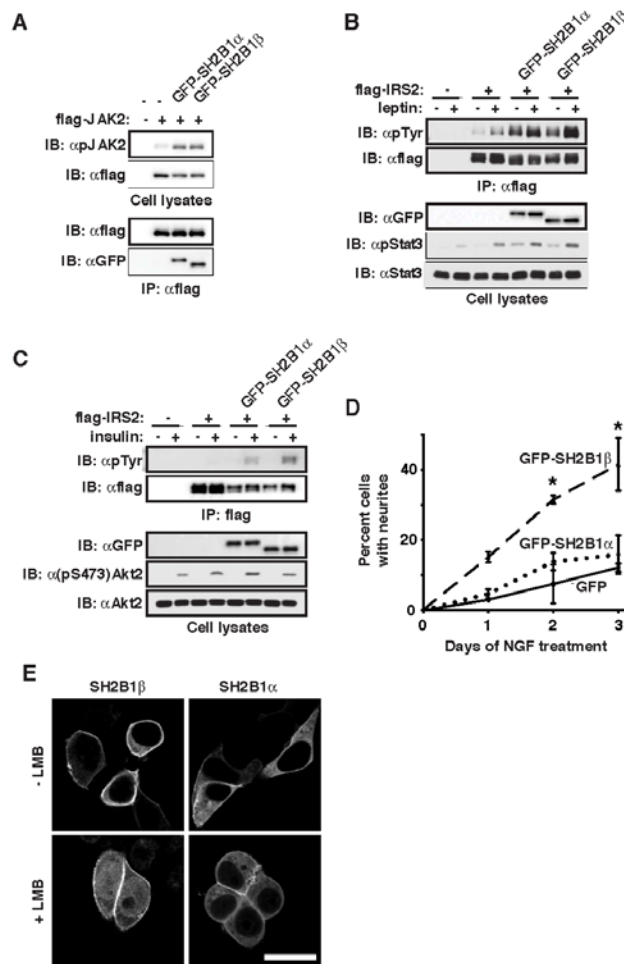 A
GFP-SH2B1α
GFP-SH2B1β
- -
flag-JAK2: - + + +
IB: αpJAK2
IB: αflag
Cell lysates
IB: αflag
IB: αGFP
IP: αflag
B
GFP-SH2B1α
GFP-SH2B1β
flag-IRS2: - + + +
leptin: - + - + - + - +
IB: αpTyr
IB: αflag
IP: αflag
IB: αGFP
IB: αpStat3
IB: αStat3
Cell lysates
C
GFP-SH2B1α
GFP-SH2B1β
flag-IRS2: - + + +
insulin: - + - + - + - +
IB: αpTyr
IB: αflag
IP: flag
IB: αGFP
IB: α(pS473)Akt2
IB: αAkt2
Cell lysates
D
Percent cells
with neurites
40
20
0
GFP-SH2B1β
*
*
GFP-SH2B1α
GFP
0 1 2 3
Days of NGF treatment
E
SH2B1β SH2B1α
- LMB
+ LMB